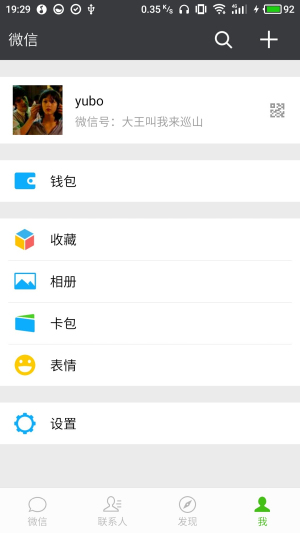 19:29 0.35 K/s 4G 92
微信
yubo
微信号：大王叫我来巡山
钱包
收藏
相册
卡包
表情
设置
微信 联系人 发现 我